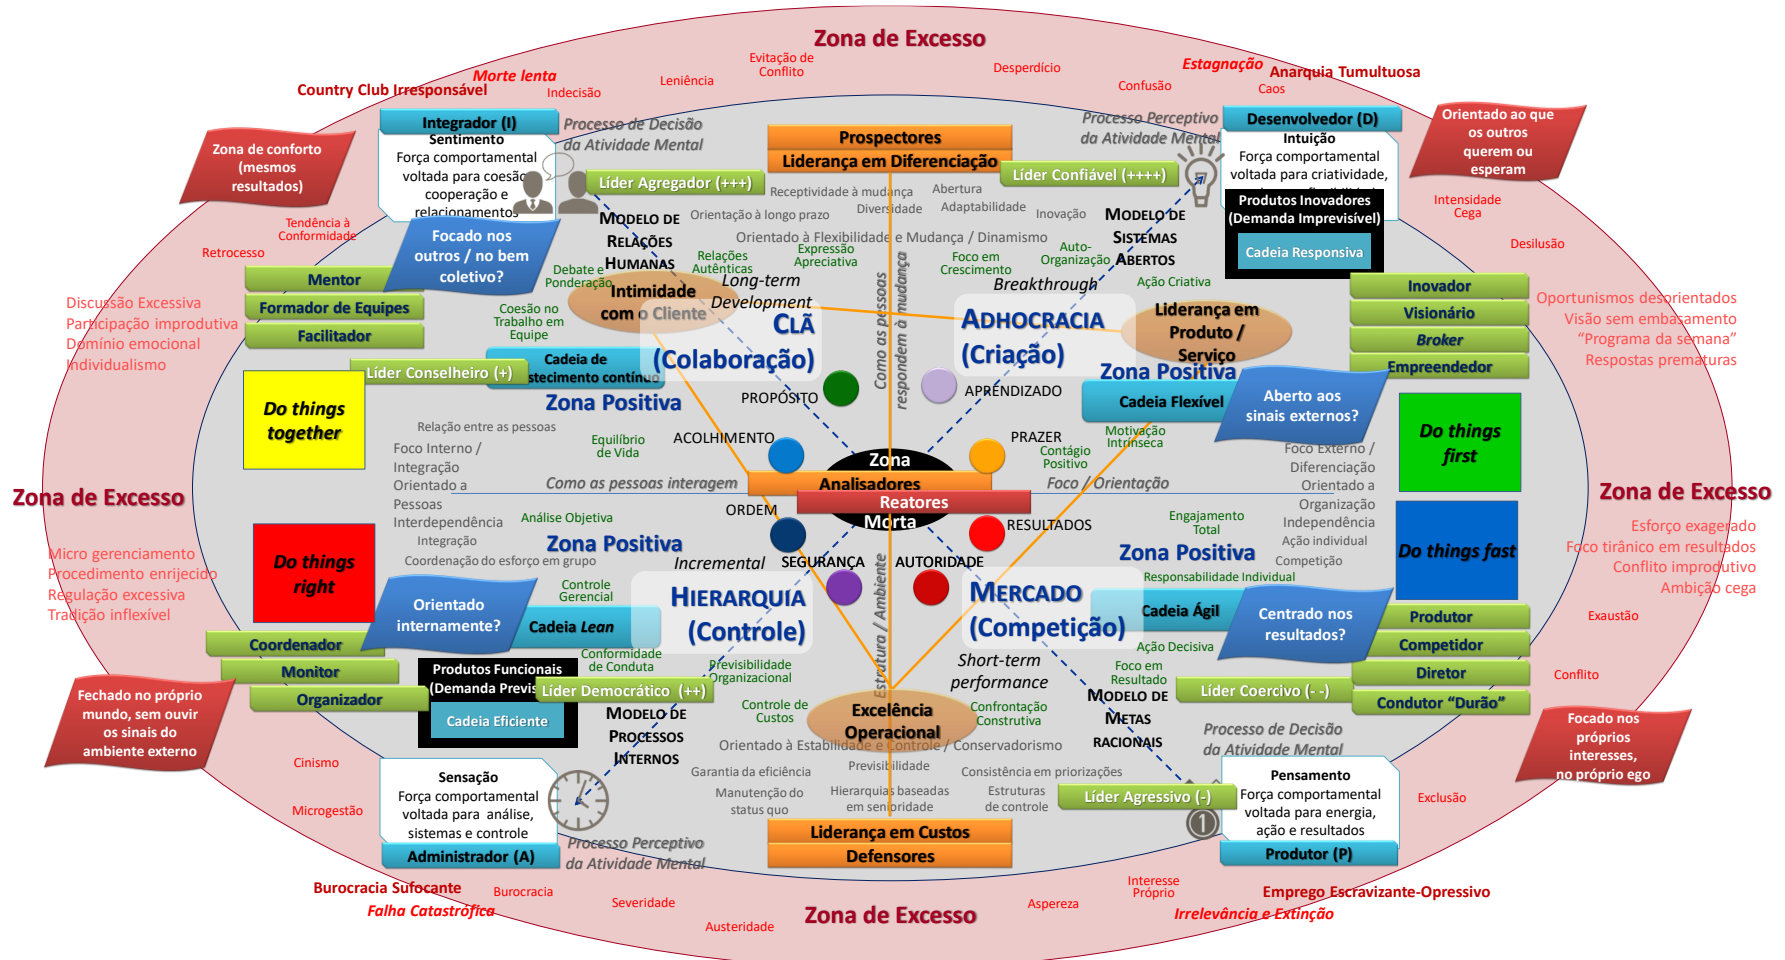 Zona de Excesso
Evitação de
Conflito
Morte lenta
Leniência
Desperdício
Estagnação
Anarquia Tumultuosa
Country Club Irresponsável
Indecisão
Confusão
Caos
Integrador (I)
Sentimento
Força comportamental
voltada para coesão
cooperação e
relacionamentos
Processo de Decisão
da Atividade Mental
Prospectores
Liderança em Diferenciação
Processo Perceptivo
da Atividade Mental
Desenvolvedor (D)
Intuição
Força comportamental
voltada para criatividade,
Produtos Inovadores
(Demanda Imprevisível)
Cadeia Responsiva
Zona de conforto
(mesmos
resultados)
Orientado ao que
os outros
querem ou
esperam
Líder Agregador (+++)
Líder Confiável (++++)
Receptividade à mudança
Abertura
Diversidade
Adaptabilidade
Orientação à longo prazo
Inovação
Orientado à Flexibilidade e Mudança / Dinamismo
Modelo de
Relações
Humanas
Modelo de
Sistemas
Abertos
Tendência à
Conformidade
Retrocesso
Intensidade
Cega
Desilusão
Focado nos
outros / no bem
coletivo?
Debate e
Ponderação
Relações
Autênticas
Expressão
Apreciativa
Foco em
Crescimento
Auto-
Organização
Ação Criativa
Mentor
Formador de Equipes
Facilitador
Intimidade
com o Cliente
Long-term
Development
Como as pessoas
respondem à mudança
Breakthrough
Liderança em
Produto /
Serviço
Inovador
Visionário
Broker
Empreendedor
Discussão Excessiva
Participação improdutiva
Domínio emocional
Individualismo
Oportunismos desorientados
Visão sem embasamento
“Programa da semana”
Respostas prematuras
Coesão no
Trabalho em
Equipe
Clã
(Colaboração)
Adhocracia
(Criação)
Líder Conselheiro (+)
Cadeia de
stecimento contínuo
Zona Positiva
Zona Positiva
Cadeia Flexível
Aberto aos
sinais externos?
PROPÓSITO
APRENDIZADO
Do things
together
Do things
first
Relação entre as pessoas
Equilíbrio
de Vida
ACOLHIMENTO
PRAZER
Contágio
Positivo
Motivação
Intrínseca
Foco Interno /
Integração
Orientado a
Pessoas
Interdependência
Integração
Coordenação do esforço em grupo
Foco Externo /
Diferenciação
Orientado a
Organização
Independência
Ação individual
Competição
Zona
Analisadores
Reatores
Morta
Como as pessoas interagem
Foco / Orientação
Zona de Excesso
Zona de Excesso
ORDEM
RESULTADOS
Análise Objetiva
Engajamento
Total
Zona Positiva
Zona Positiva
Incremental
SEGURANÇA
AUTORIDADE
Responsabilidade Individual
Do things
right
Do things fast
Micro gerenciamento
Procedimento enrijecido
Regulação excessiva
Tradição inflexível
Esforço exagerado
Foco tirânico em resultados
Conflito improdutivo
Ambição cega
Orientado
internamente?
Controle
Gerencial
Cadeia Lean
Hierarquia
(Controle)
Estrutura / Ambiente
Mercado
(Competição)
Cadeia Ágil
Centrado nos
resultados?
Exaustão
Coordenador
Monitor
Organizador
Produtor
Competidor
Diretor
Condutor “Durão”
Conformidade
de Conduta
Previsibilidade
Organizacional
Short-term
performance
Ação Decisiva
Foco em
Resultado
Conflito
Produtos Funcionais
(Demanda Previs
Cadeia Eficiente
Líder Democrático (++)
Líder Coercivo (- -)
Fechado no próprio
mundo, sem ouvir
os sinais do
ambiente externo
Focado nos
próprios
interesses,
no próprio ego
Modelo de
Processos
Internos
Controle de
Custos
Excelência
Operacional
Confrontação
Construtiva
Modelo de
Metas
racionais
Processo de Decisão
da Atividade Mental
Orientado à Estabilidade e Controle / Conservadorismo
Cinismo
Garantia da eficiência
Previsibilidade
Consistência em priorizações
Manutenção do
status quo
Hierarquias baseadas
em senioridade
Estruturas
de controle
Líder Agressivo (-)
Microgestão
Exclusão
Sensação
Força comportamental
voltada para análise,
sistemas e controle
Administrador (A)
Pensamento
Força comportamental
voltada para energia,
ação e resultados
Produtor (P)
1
Processo Perceptivo
da Atividade Mental
Liderança em Custos
Defensores
Burocracia Sufocante
Falha Catastrófica
Burocracia
Severidade
Austeridade
Zona de Excesso
Aspereza
Interesse
Próprio
Emprego Escravizante-Opressivo
Irrelevância e Extinção